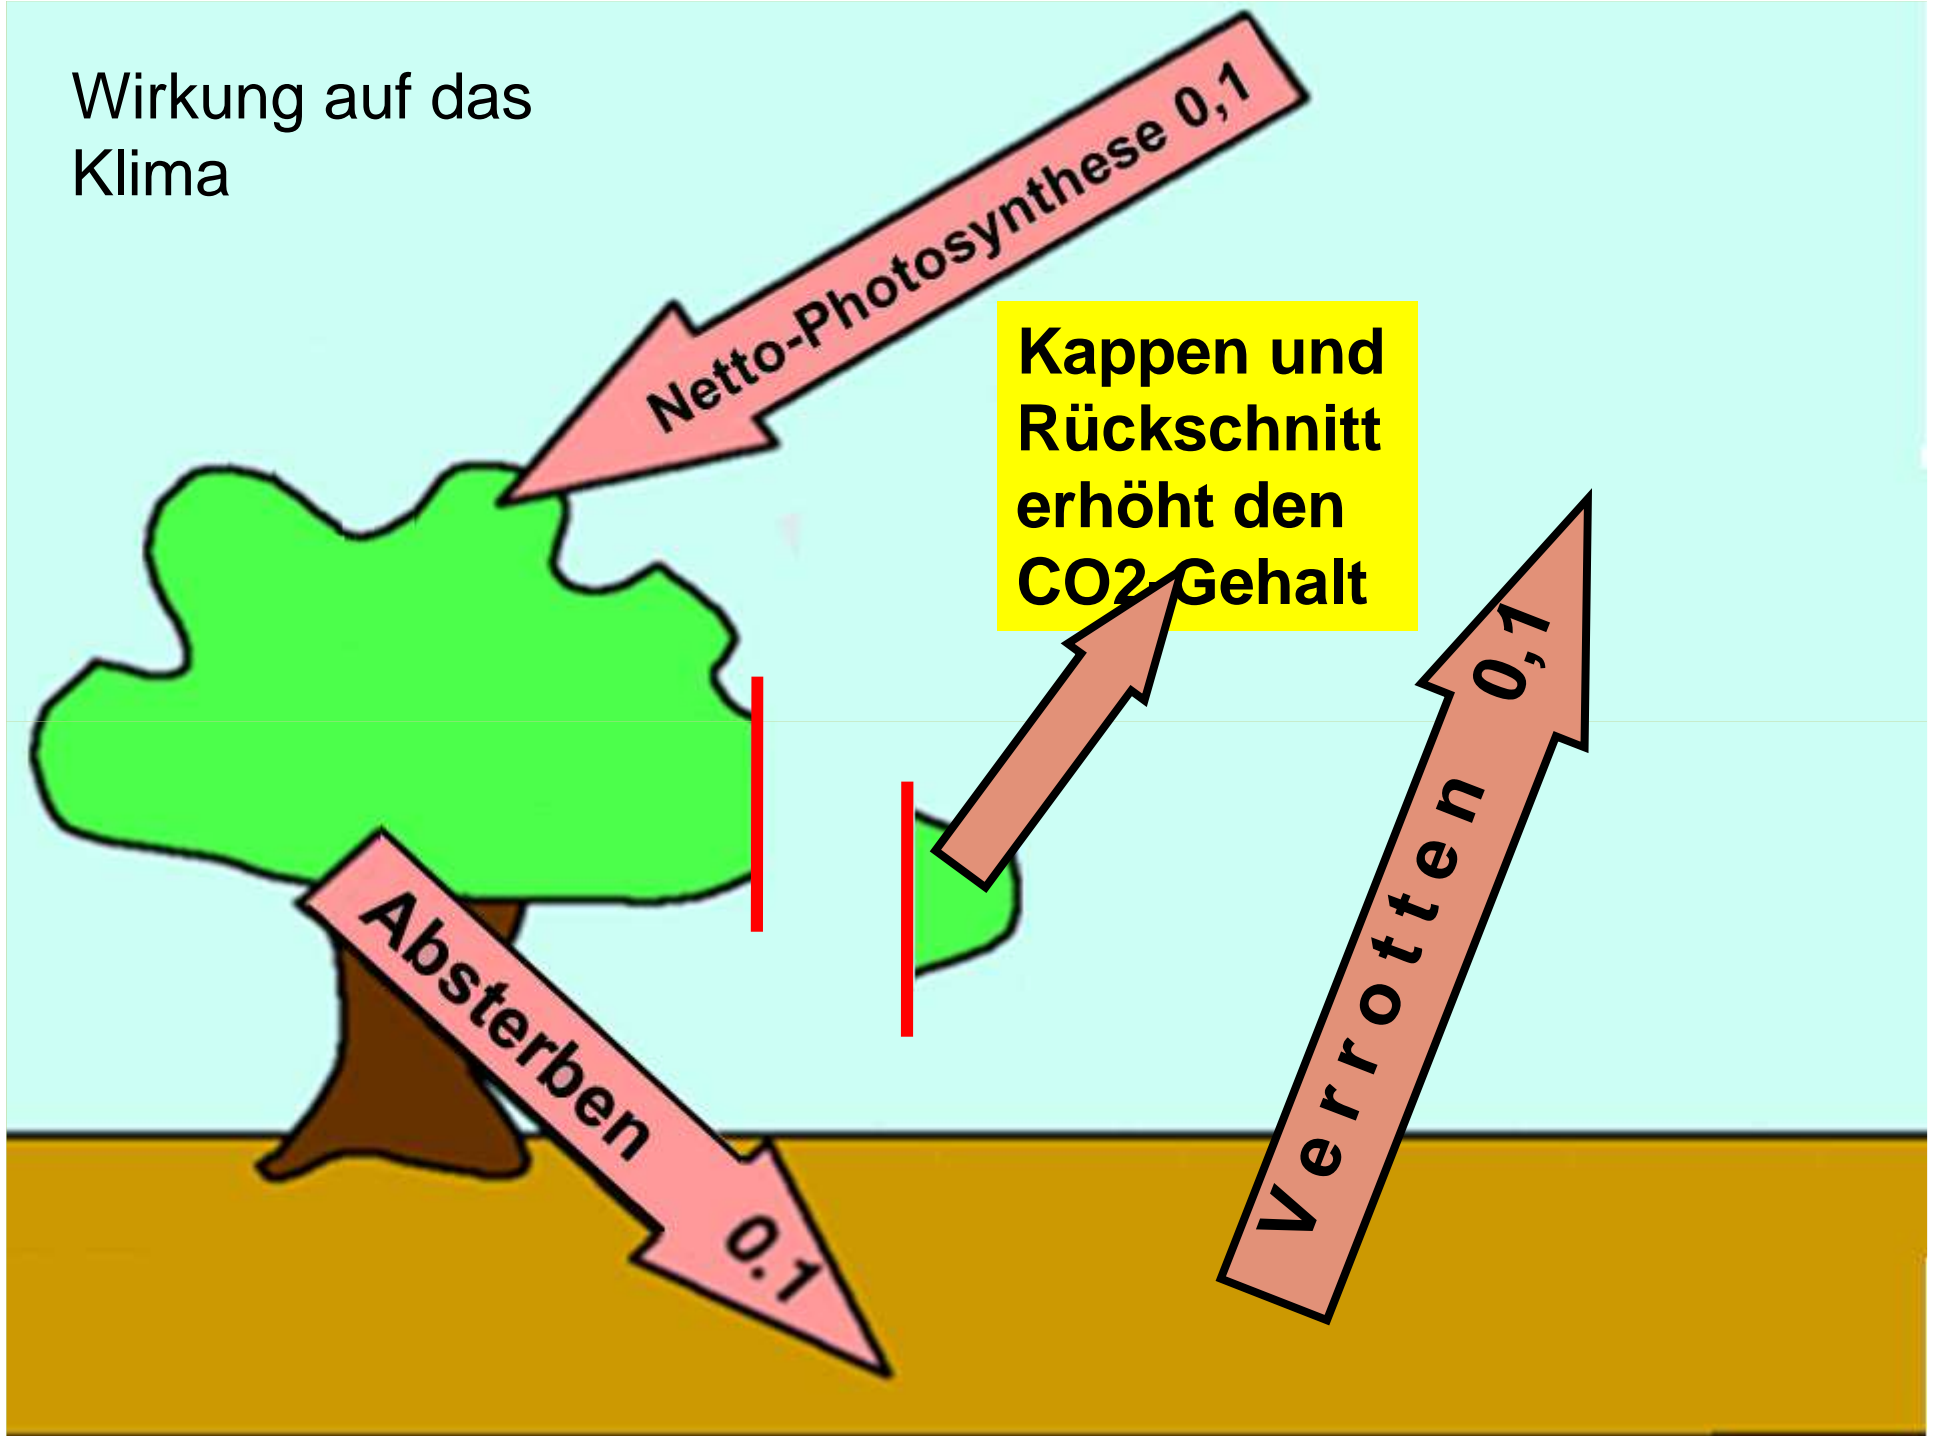 Wirkung auf das
Klima
Netto-Photosynthese 0,1
Kappen und
Rückschnitt
erhöht den
CO2-Gehalt
Verrotten 0,1
Absterben 0.1